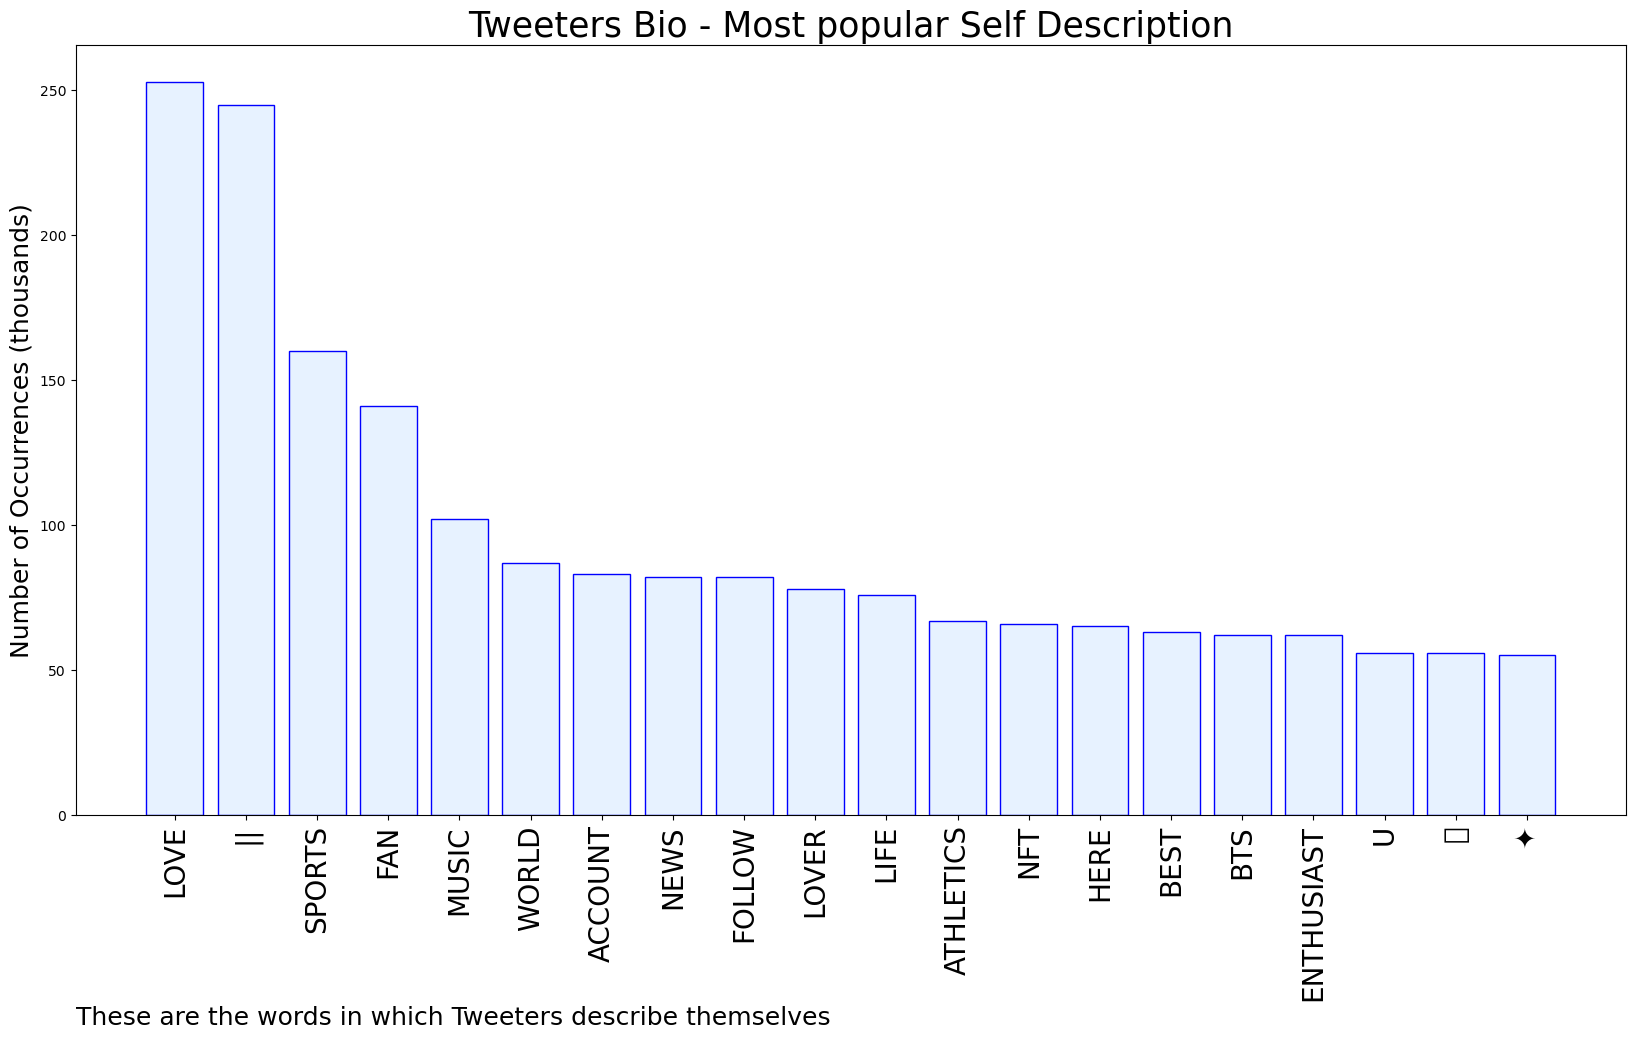 Tweeters Bio - Most popular Self Description
Number of Occurrences (thousands)
250
200
150
100
50
0
LOVE
||
SPORTS
FAN
MUSIC
WORLD
ACCOUNT
NEWS
FOLLOW
LOVER
LIFE
ATHLETICS
NFT
HERE
BEST
BTS
ENTHUSIAST
U
✦
These are the words in which Tweeters describe themselves